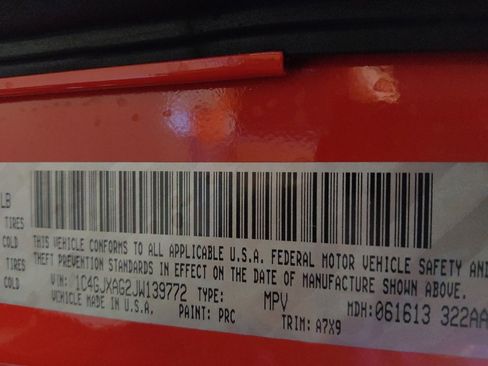 LB
TIRES
COLD
TIRES
COLD
THIS VEHICLE CONFORMS TO ALL APPLICABLE U.S.A. FEDERAL MOTOR VEHICLE SAFETY AND
THEFT PREVENTION STANDARDS IN EFFECT ON THE DATE OF MANUFACTURE SHOWN ABOVE.
VIN: 1C4GJXAG2JW139772 TYPE: MPV MDH: 061613 322AA
VEHICLE MADE IN U.S.A. PAINT: PRC TRIM: A7X9